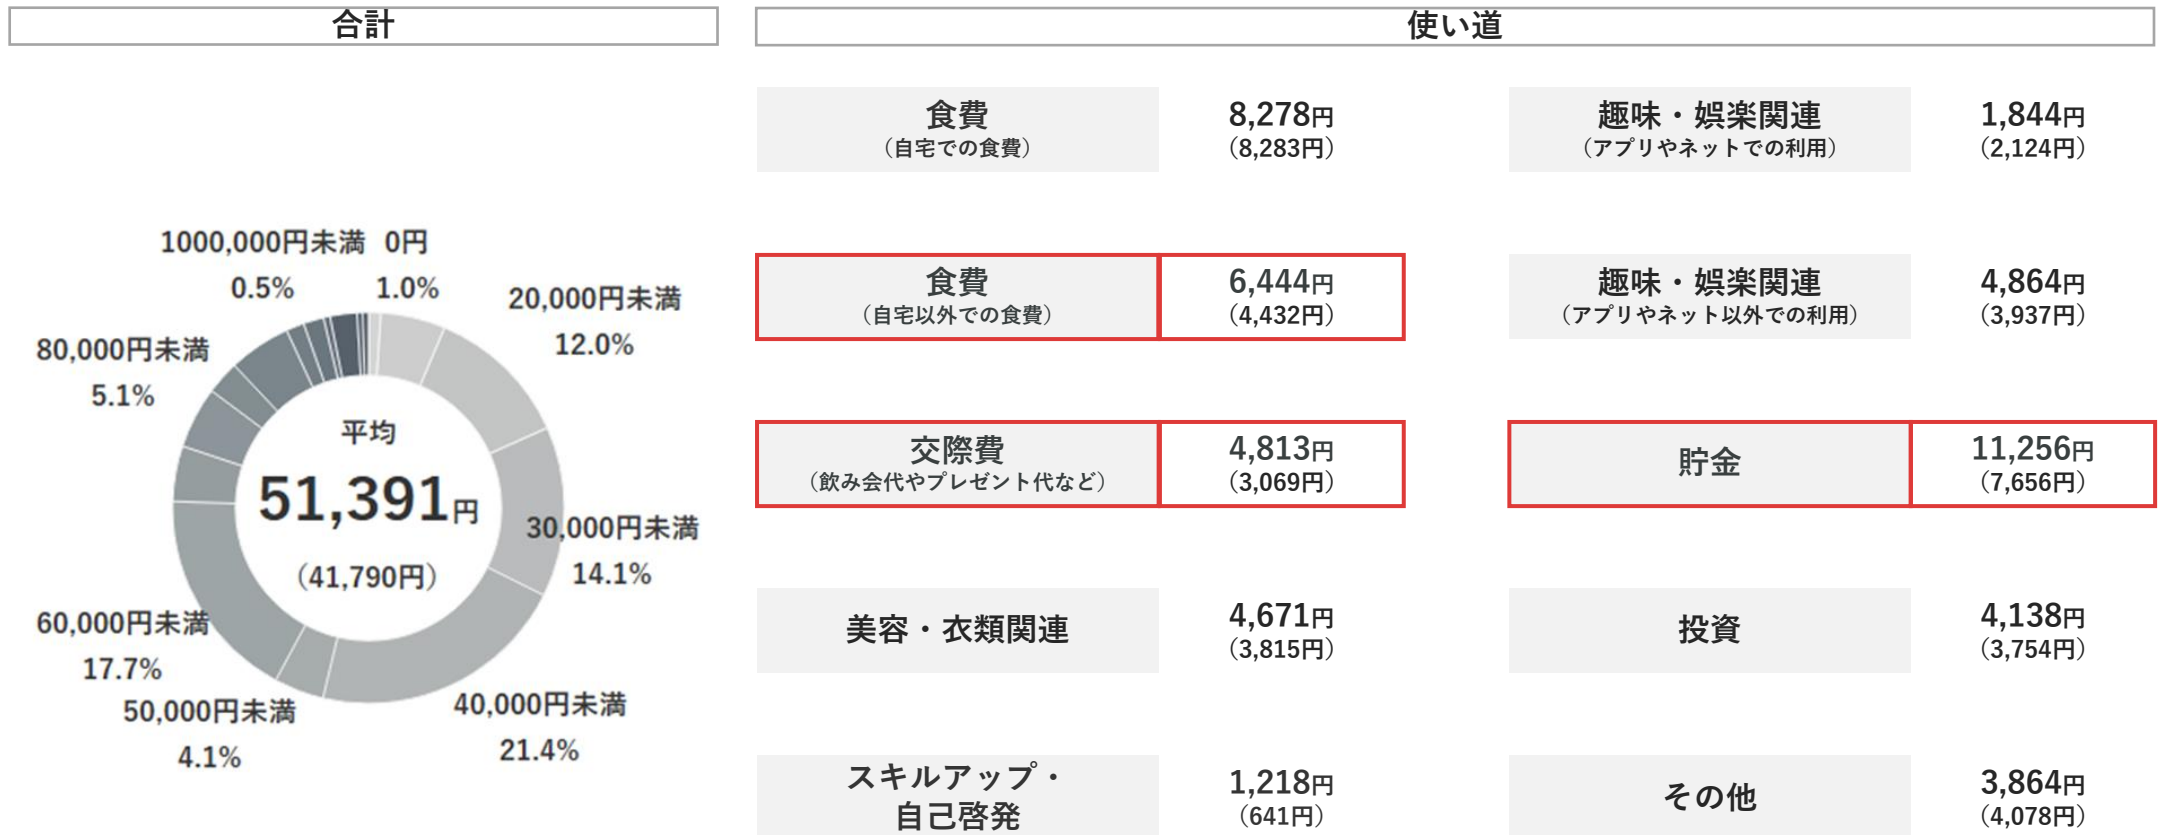 合計
1000,000円未満
0.5%
0円
1.0%
20,000円未満
12.0%
80,000円未満
5.1%
平均
51,391円
（41,790円）
30,000円未満
14.1%
60,000円未満
17.7%
50,000円未満
4.1%
40,000円未満
21.4%
使い道
食費
（自宅での食費）
8,278円
（8,283円）
趣味・娯楽関連
（アプリやネットでの利用）
1,844円
（2,124円）
食費
（自宅以外での食費）
6,444円
（4,432円）
趣味・娯楽関連
（アプリやネット以外での利用）
4,864円
（3,937円）
交際費
（飲み会代やプレゼント代など）
4,813円
（3,069円）
貯金
11,256円
（7,656円）
美容・衣類関連
4,671円
（3,815円）
投資
4,138円
（3,754円）
スキルアップ・
自己啓発
1,218円
（641円）
その他
3,864円
（4,078円）